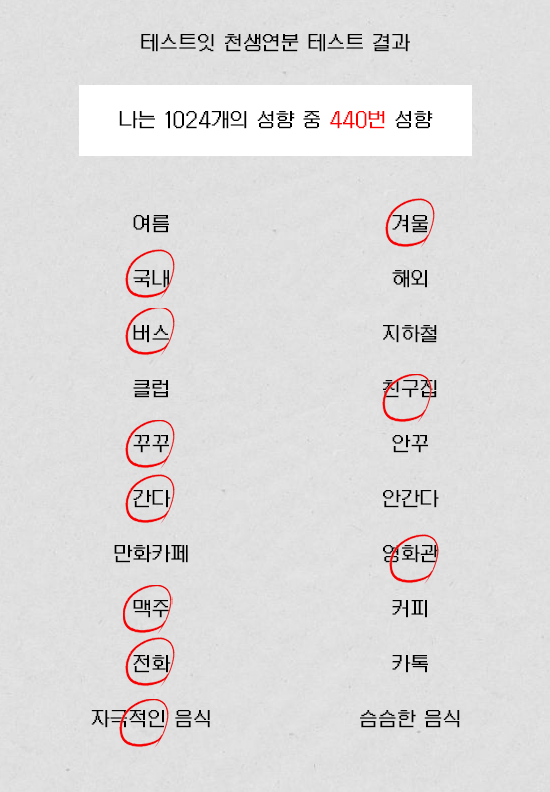 테스트잇 천생연분 테스트 결과
나는 1024개의 성향 중 440번 성향
여름 겨울
국내 해외
버스 지하철
클럽 친구집
꾸꾸 안꾸
간다 안간다
만화카페 영화관
맥주 커피
전화 카톡
자극적인 음식 슴슴한 음식